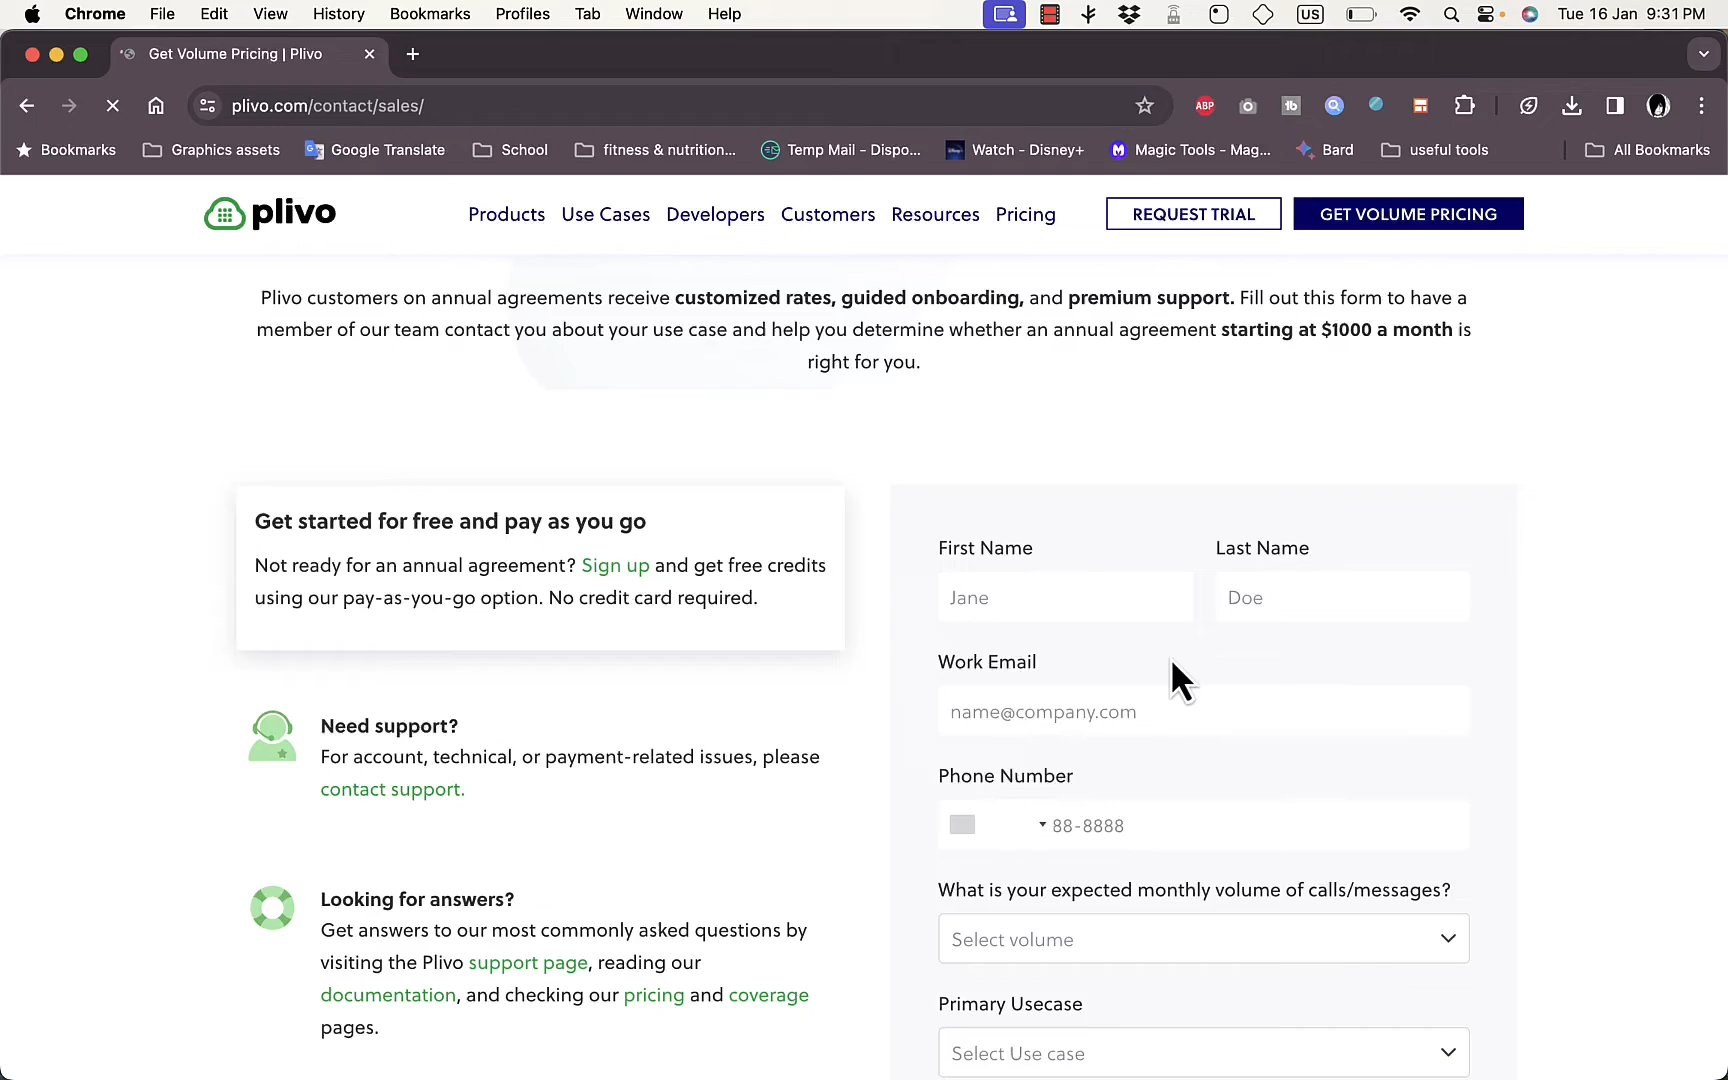 Chrome File Edit View History Bookmarks Profiles Tab Window Help US Tue 16 Jan 9:31 PM
Get Volume Pricing | Plivo
plivo.com/contact/sales/ ABP tb
Bookmarks Graphics assets Google Translate School fitness & nutrition... Temp Mail - Dispo... Watch - Disney+ Magic Tools - Mag... Bard useful tools All Bookmarks
plivo Products Use Cases Developers Customers Resources Pricing REQUEST TRIAL GET VOLUME PRICING
Plivo customers on annual agreements receive customized rates, guided onboarding, and premium support. Fill out this form to have a
member of our team contact you about your use case and help you determine whether an annual agreement starting at $1000 a month is
right for you.
Get started for free and pay as you go
Not ready for an annual agreement? Sign up and get free credits
using our pay-as-you-go option. No credit card required.
Need support?
For account, technical, or payment-related issues, please
contact support.
Looking for answers?
Get answers to our most commonly asked questions by
visiting the Plivo support page, reading our
documentation, and checking our pricing and coverage
pages.
First Name Last Name
Jane Doe
Work Email
name@company.com
Phone Number
88-8888
What is your expected monthly volume of calls/messages?
Select volume
Primary Usecase
Select Use case